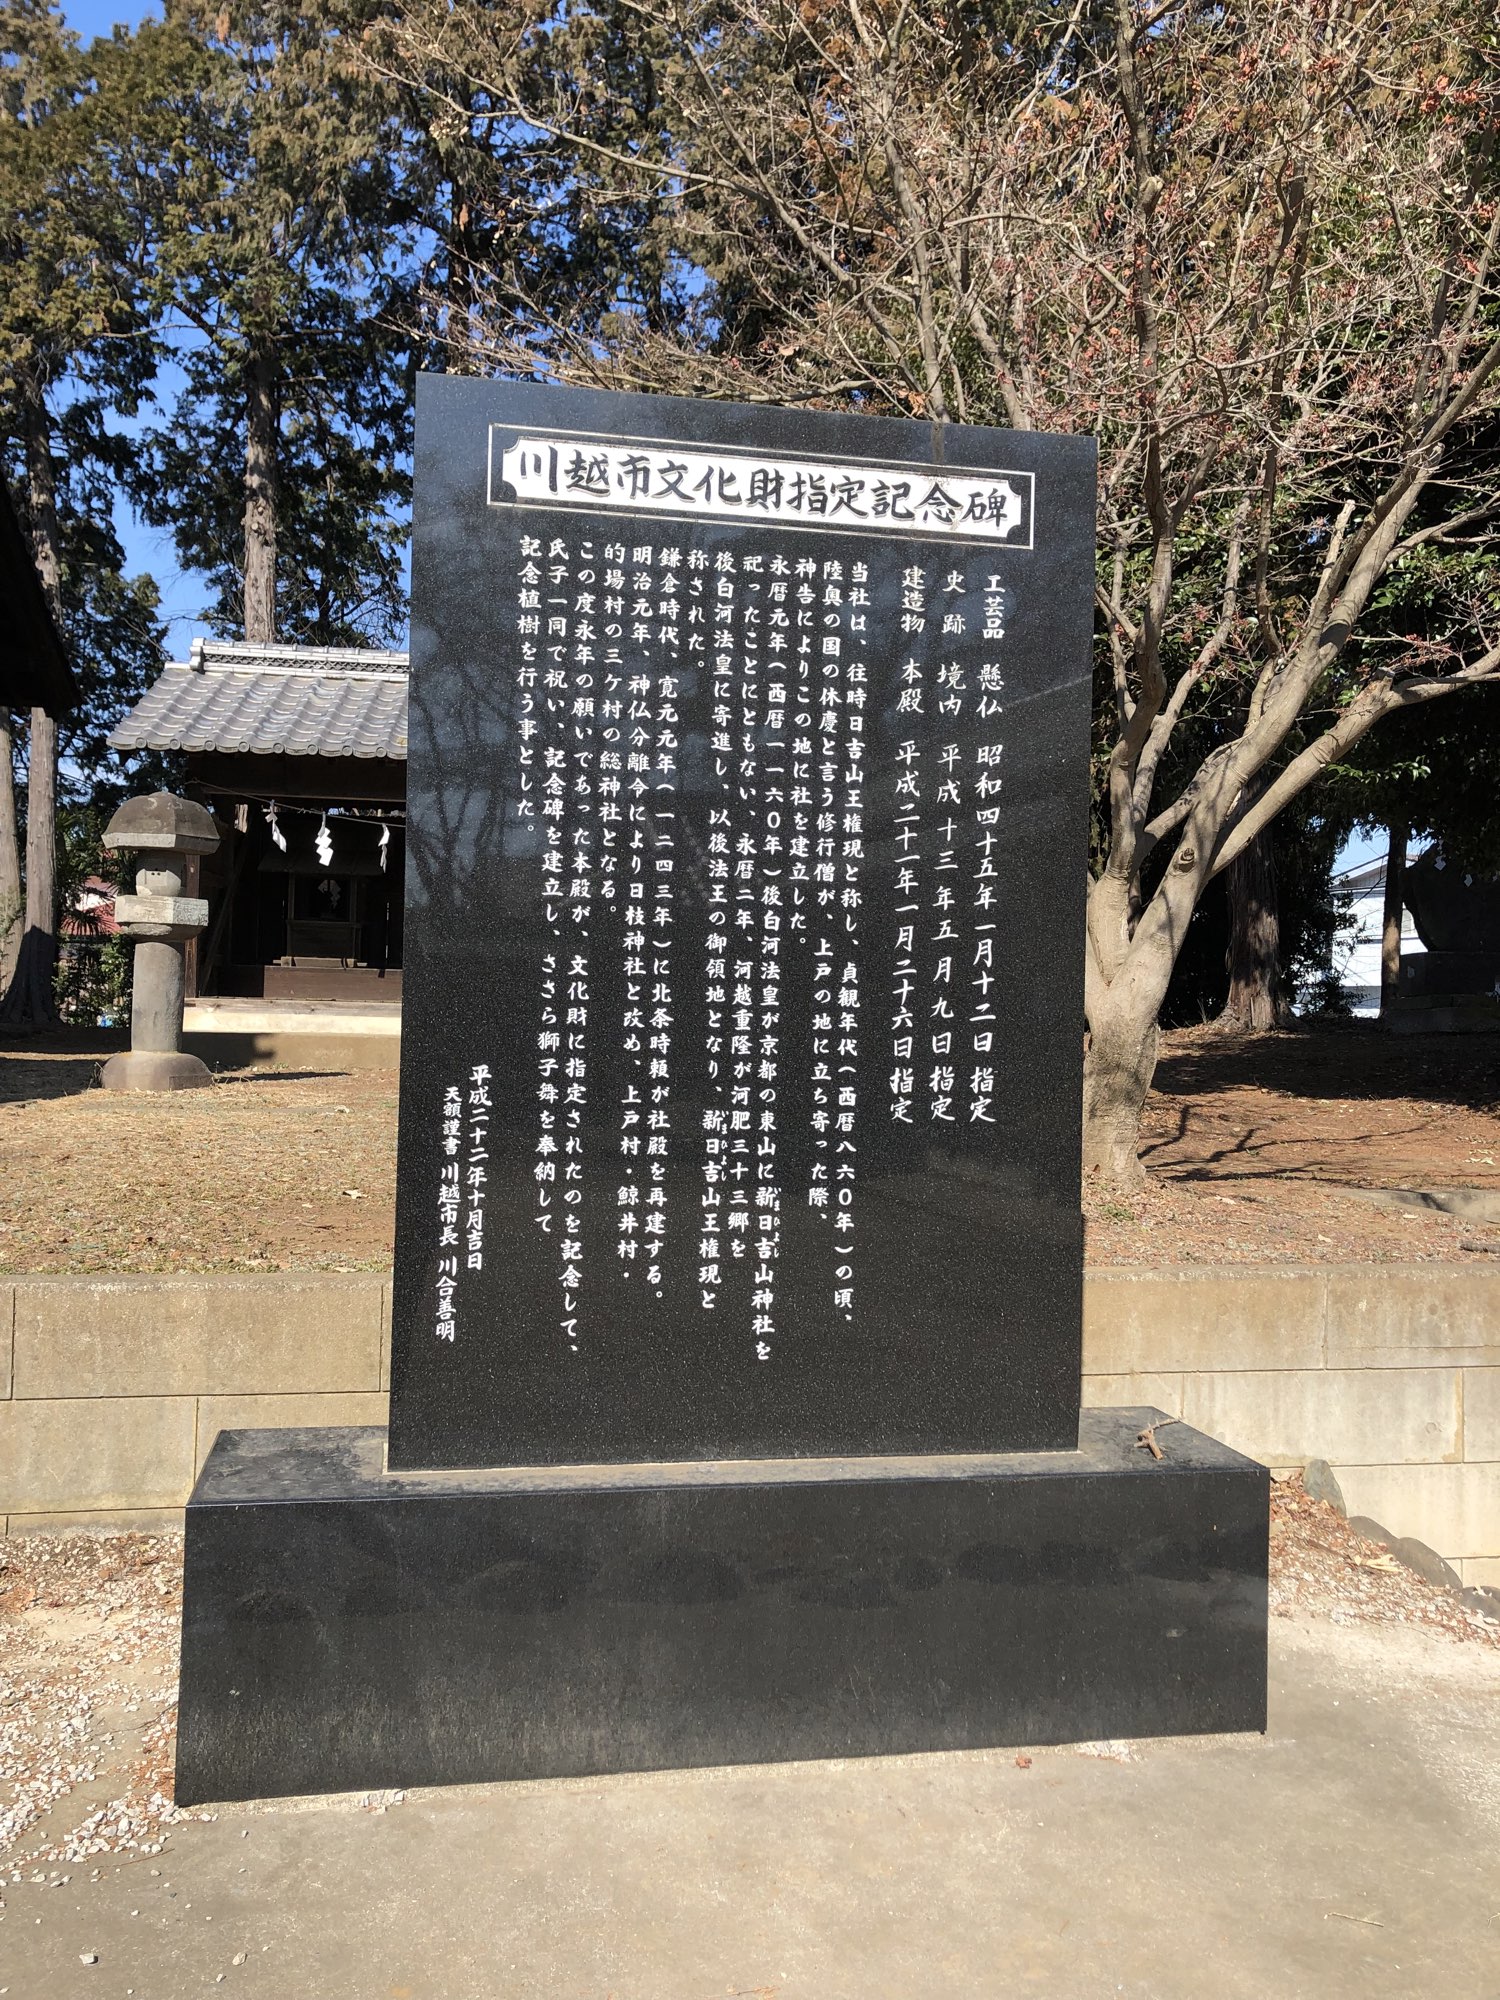 川越市文化財指定記念碑
工芸品 懸仏 昭和四十五年一月十二日指定
史跡 境内 平成十三年五月九日指定
建造物 本殿 平成二十一年一月二十六日指定
当社は、往時日吉山王権現と称し、貞観年代(西暦八六〇年)の頃、
陸奥の国の休慶と言う修行僧が、上戸の地に立ち寄った際、
神告によりこの地に社を建立した。
永暦元年(西暦一一六〇年)後白河法皇が京都の東山に新日吉山神社を
祀ったことにともない、永暦二年、河越重隆が河肥三十三郷を
後白河法皇に寄進し、以後法王の御領地となり、新日吉山王権現と
称された。
鎌倉時代、寛元元年(一二四三年)に北条時頼が社殿を再建する。
明治元年、神仏分離令により日枝神社と改め、上戸村・鯨井村・
的場村の三ケ村の総神社となる。
この度永年の願いであった本殿が、文化財に指定されたのを記念して、
氏子一同で祝い、記念碑を建立し、ささら獅子舞を奉納して
記念植樹を行う事とした。
平成二十二年十月吉日
天額謹書 川越市長 川合善明